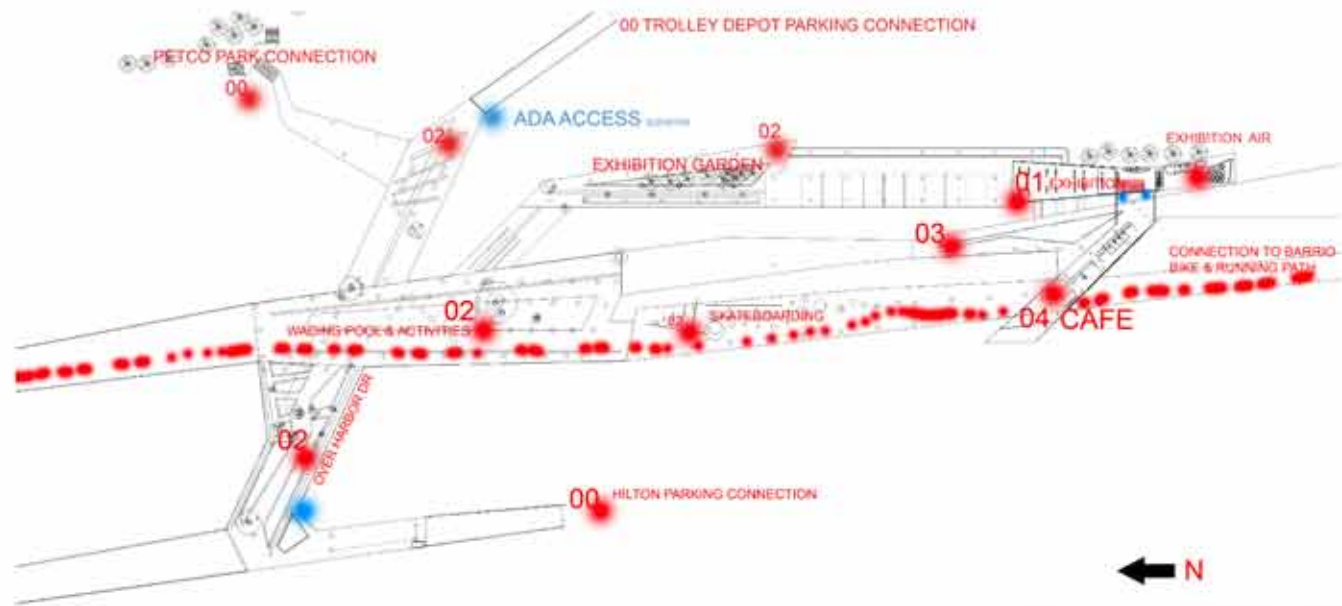 00 TROLLEY DEPOT PARKING CONNECTION
PETCO PARK CONNECTION
00
ADA ACCESS
02
02
EXHIBITION AIR
EXHIBITION GARDEN
01 EXHIBITION
03
CONNECTION TO BARRIO
BIKE & RUNNING PATH
02
WADING POOL & ACTIVITIES
02
SKATEBOARDING
04 CAFE
02
OVER HARBOR DR
00 HILTON PARKING CONNECTION
N